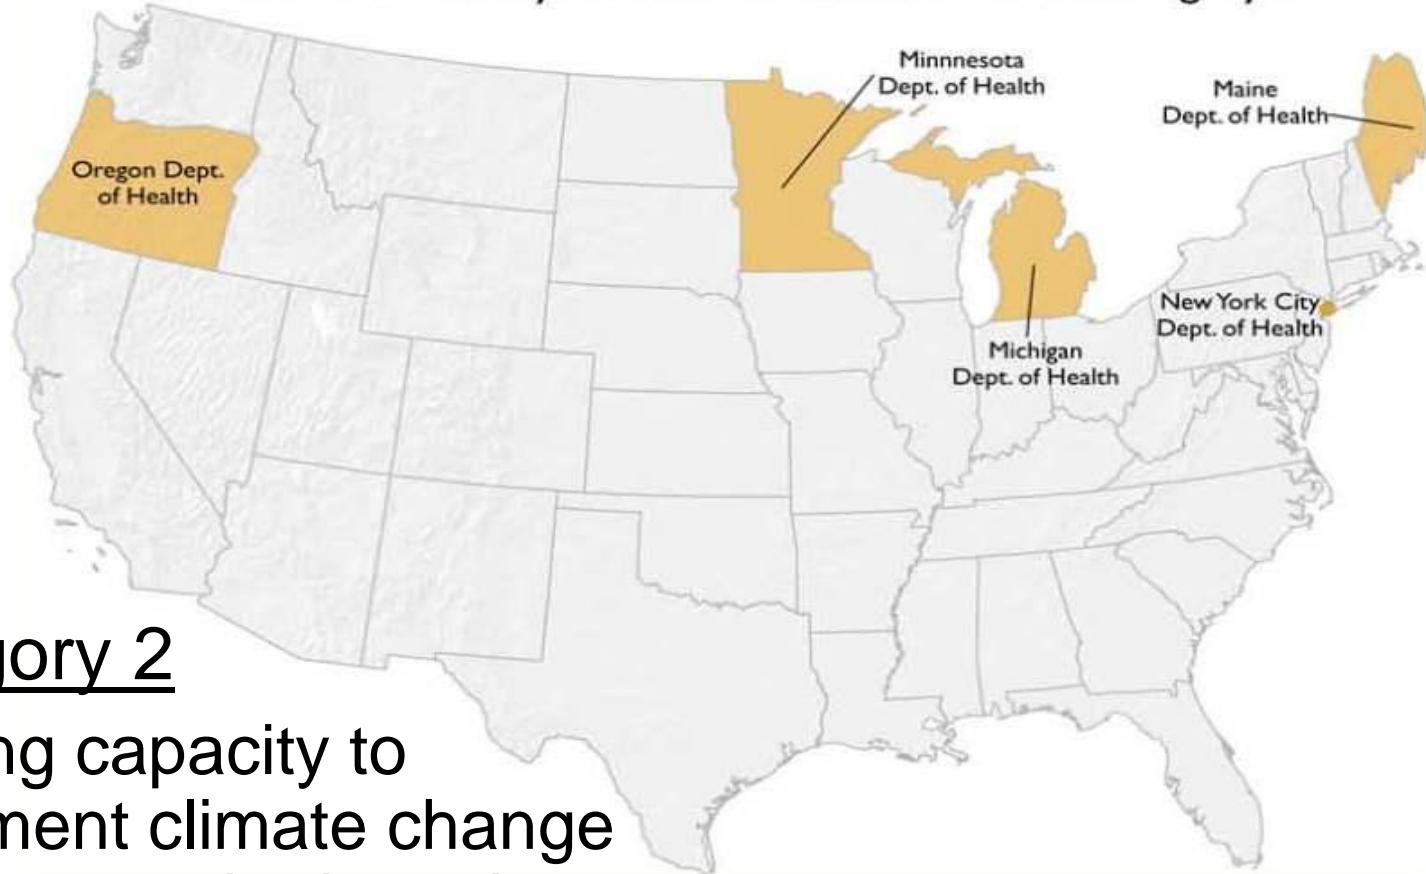 Minnnesota
Dept. of Health
Maine
Dept. of Health
Oregon Dept.
of Health
New York City
Dept. of Health
Michigan
Dept. of Health
gory 2
ng capacity to
ment climate change